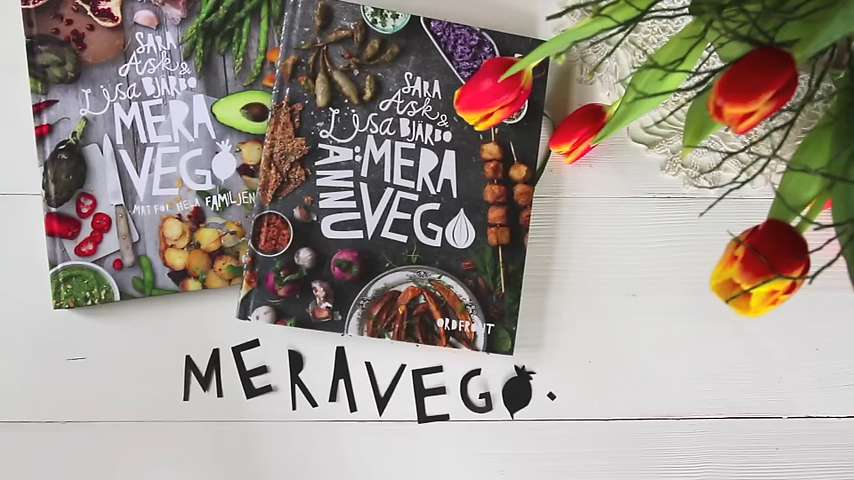 SARA
Ask &
Lisa BJÄRBO
MERA
VEGO
MAT FÖR HELA FAMILJEN
SARA
Ask &
Lisa BJÄRBO
ÄNNU
MERA
VEGO
ORDFRONT
MERAVEGO.